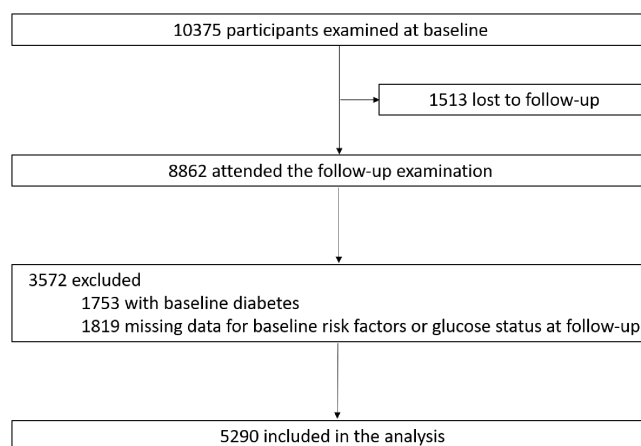 10375 participants examined at baseline
1513 lost to follow-up
8862 attended the follow-up examination
3572 excluded
1753 with baseline diabetes
1819 missing data for baseline risk factors or glucose status at follow-up
5290 included in the analysis